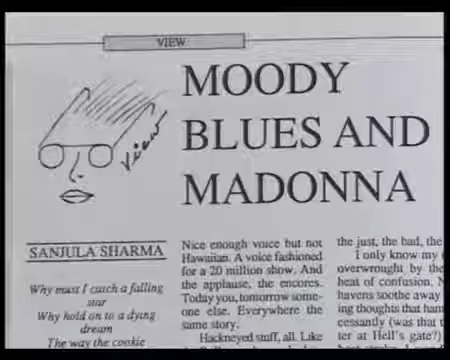 VIEW
MOODY
BLUES AND
MADONNA
view
SANJULA SHARMA
Why must I catch a falling
star
Why hold on to a dying
dream
The way the cookie
Nice enough voice but not
Hawaiian. A voice fashioned
for a 20 million show. And
the applause, the encores.
Today you, tomorrow some-
one else. Everywhere the
same story.
Hackneyed stuff, all. Like
the just, the bad, the
I only know my
overwrought by the
heat of confusion.
havens soothe away
ing thoughts that
cessantly (was that
ter at Hell's gate?)